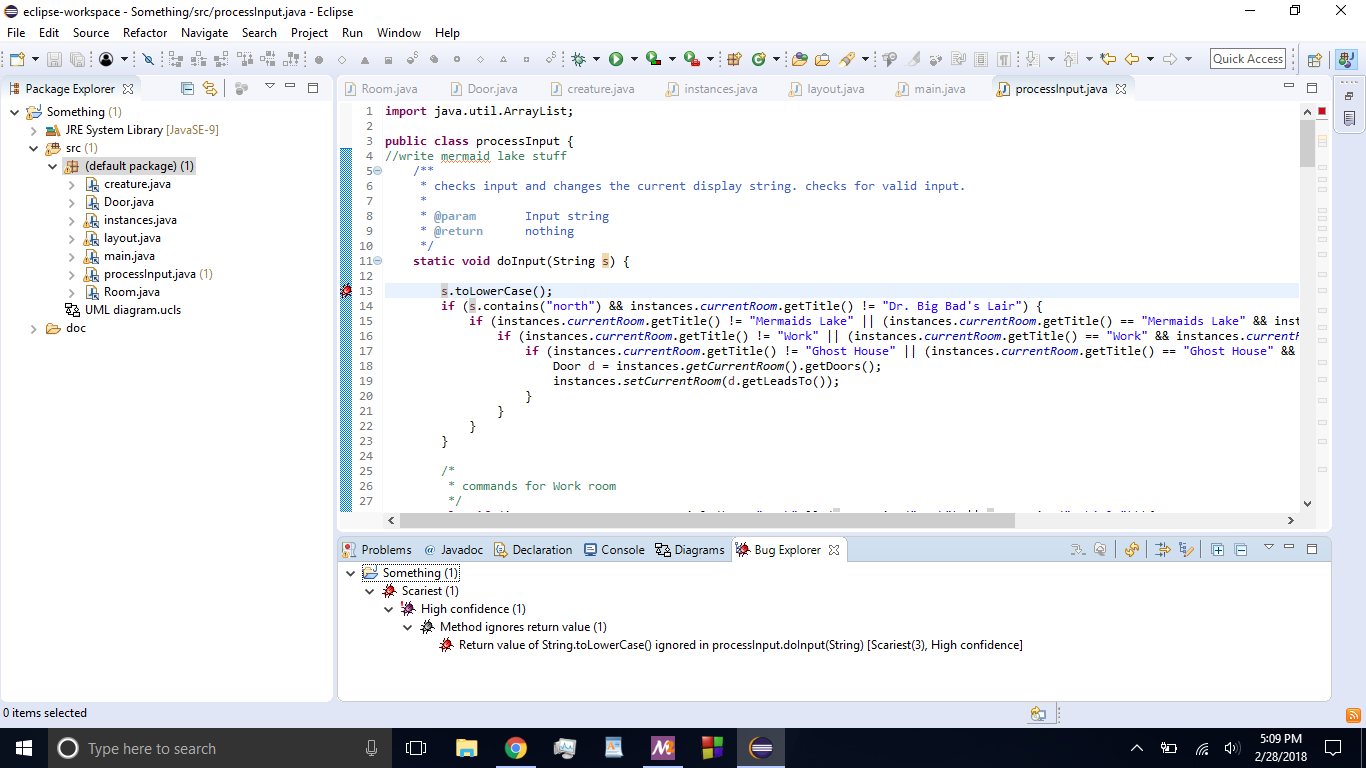 eclipse-workspace - Something/src/processInput.java - Eclipse
File Edit Source Refactor Navigate Search Project Run Window Help
Quick Access
Package Explorer
Something (1)
JRE System Library [JavaSE-9]
src (1)
(default package) (1)
creature.java
Door.java
instances.java
layout.java
main.java
processInput.java (1)
Room.java
UML diagram.ucls
doc
Room.java Door.java creature.java instances.java layout.java main.java processInput.java
1 import java.util.ArrayList;
2
3 public class processInput {
4 //write mermaid lake stuff
5 /**
6 * checks input and changes the current display string. checks for valid input.
7 *
8 * @param Input string
9 * @return nothing
10 */
11 static void doInput(String s) {
12
13 s.toLowerCase();
14 if (s.contains("north") && instances.currentRoom.getTitle() != "Dr. Big Bad's Lair") {
15 if (instances.currentRoom.getTitle() != "Mermaids Lake" || (instances.currentRoom.getTitle() == "Mermaids Lake" && inst
16 if (instances.currentRoom.getTitle() != "Work" || (instances.currentRoom.getTitle() == "Work" && instances.currentR
17 if (instances.currentRoom.getTitle() != "Ghost House" || (instances.currentRoom.getTitle() == "Ghost House" &&
18 Door d = instances.getCurrentRoom().getDoors();
19 instances.setCurrentRoom(d.getLeadsTo());
20 }
21 }
22 }
23 }
24
25 /*
26 * commands for Work room
27 */
Problems @ Javadoc Declaration Console Diagrams Bug Explorer
Something (1)
Scariest (1)
High confidence (1)
Method ignores return value (1)
Return value of String.toLowerCase() ignored in processInput.doInput(String) [Scariest(3), High confidence]
0 items selected
Type here to search
5:09 PM
2/28/2018